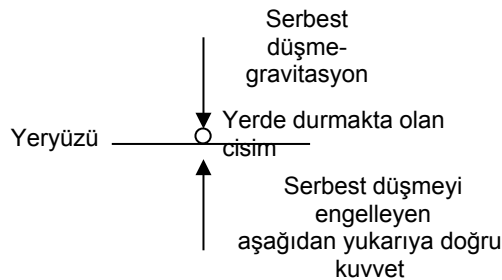 Serbest
düşme-
gravitasyon
Yeryüzü
Yerde durmakta olan
cisim
Serbest düşmeyi
engelleyen
aşağıdan yukarıya doğru
kuvvet